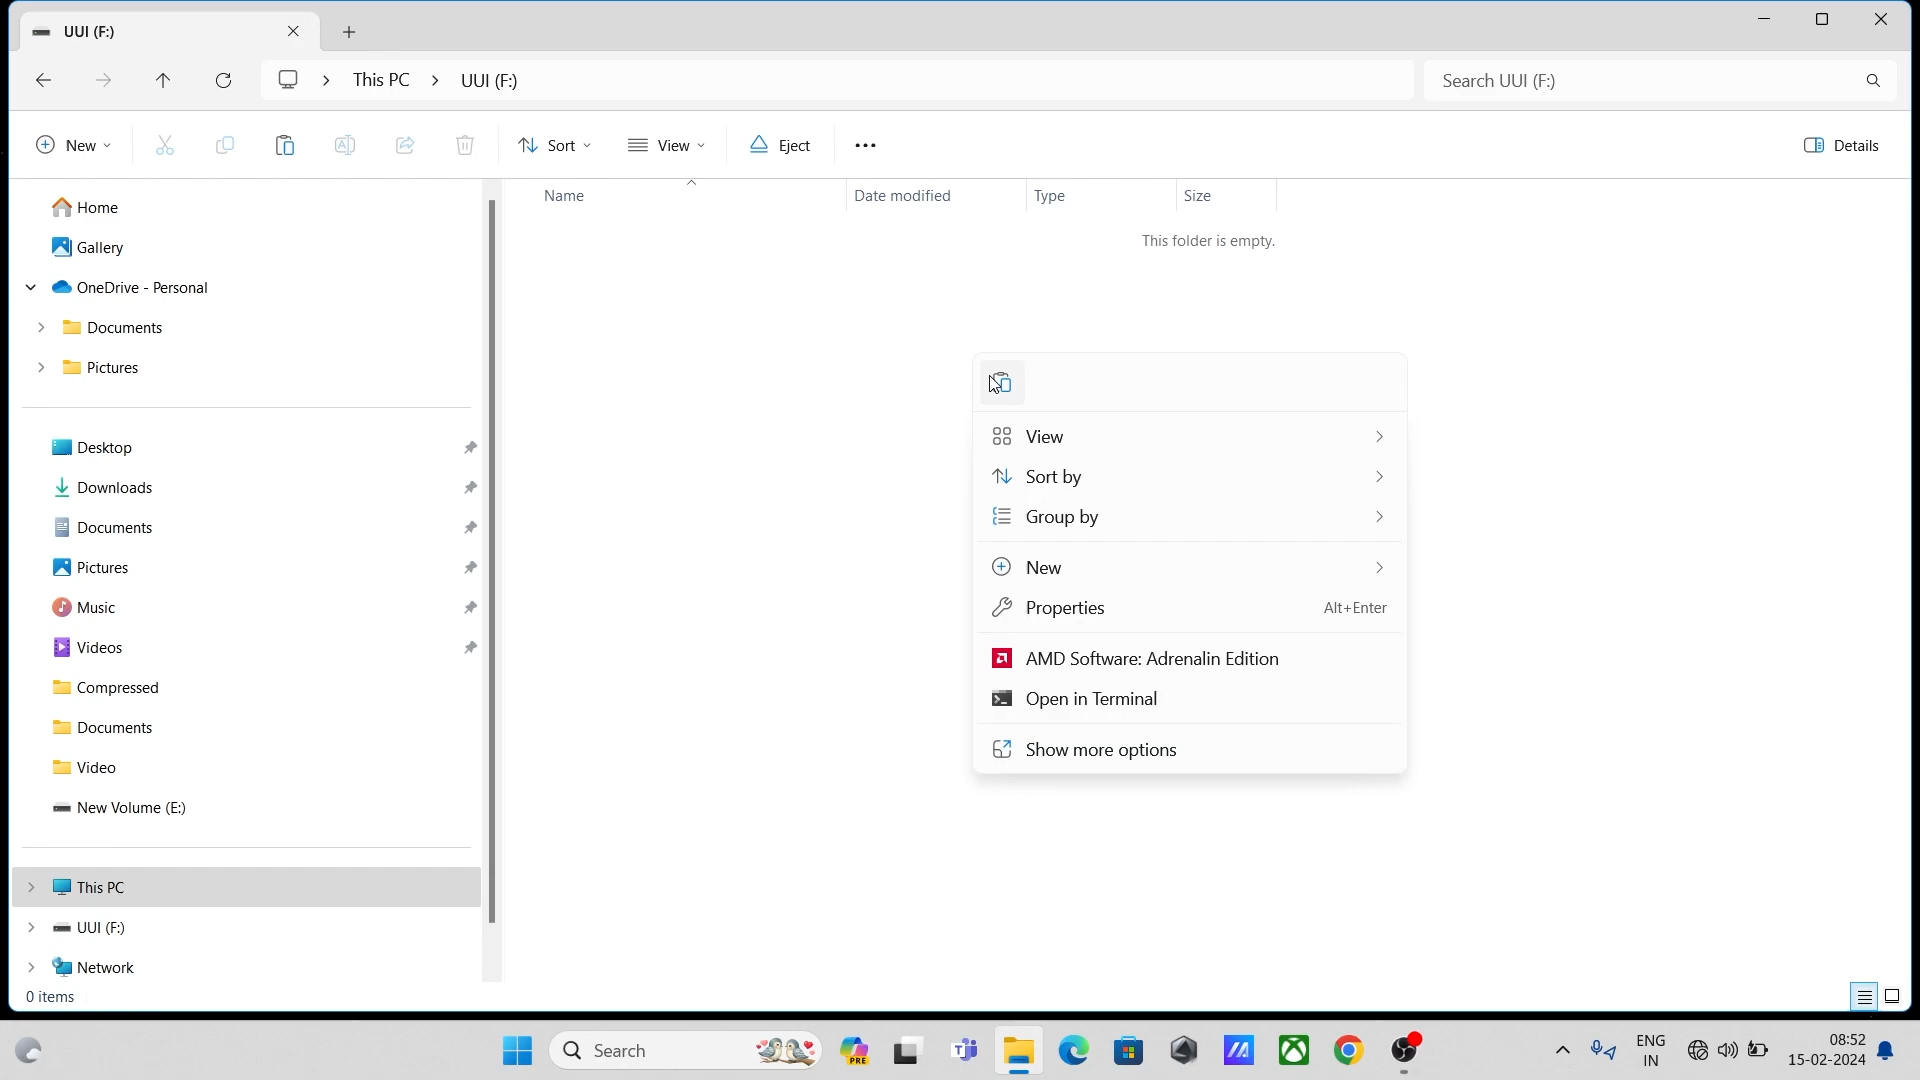 UUI (F:)
This PC
UUI (F:)
Search UUI (F:)
New
Sort
View
Eject
Details
Home
Gallery
OneDrive - Personal
Documents
Pictures
Desktop
Downloads
Documents
Pictures
Music
Videos
Compressed
Documents
Video
New Volume (E:)
This PC
UUI (F:)
Network
0 items
Name
Date modified
Type
Size
This folder is empty.
View
Sort by
Group by
New
Properties Alt+Enter
AMD Software: Adrenalin Edition
Open in Terminal
Show more options
Search
PRE
ENG
IN
08:52
15-02-2024